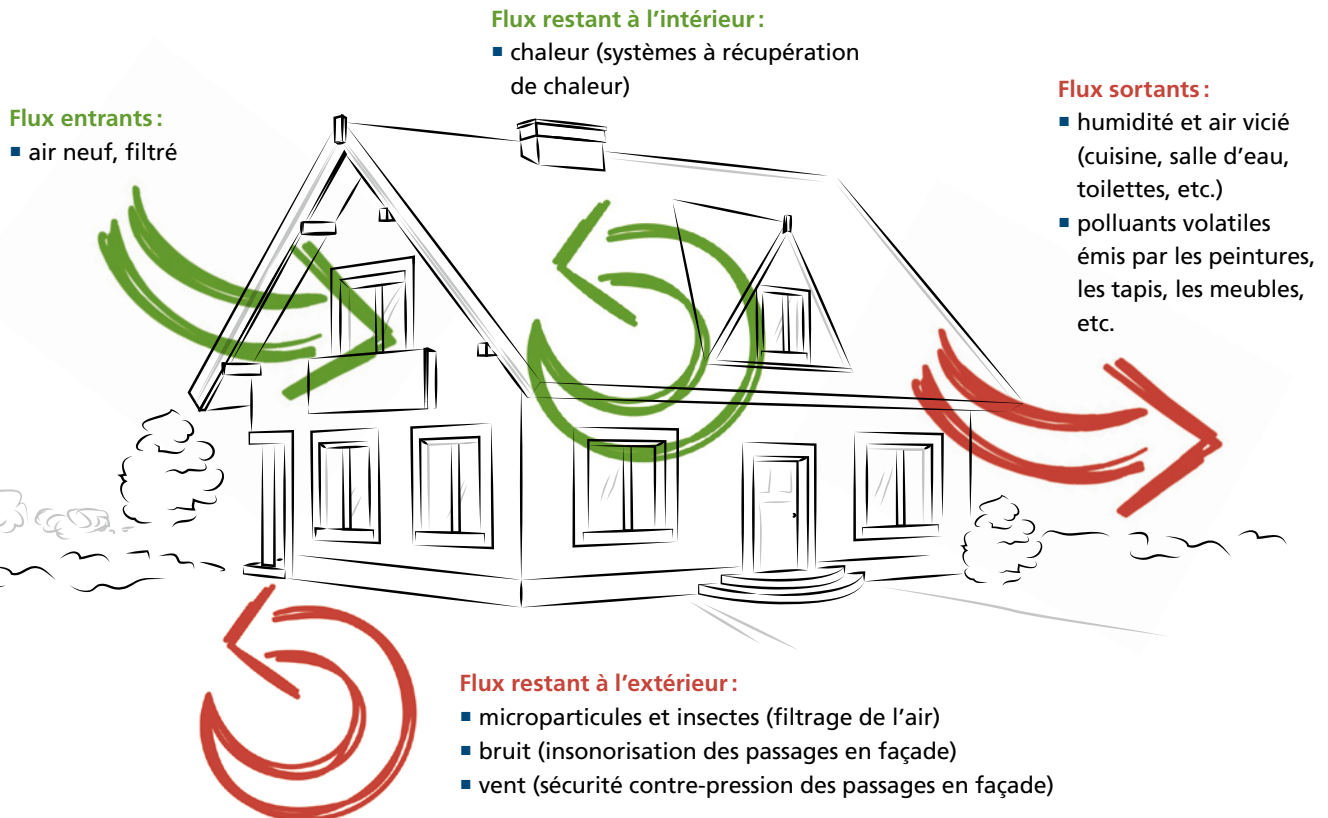 Flux restant à l’intérieur :
■ chaleur (systèmes à récupération
de chaleur)
Flux entrants :
■ air neuf, filtré
Flux sortants :
■ humidité et air vicié
(cuisine, salle d’eau,
toilettes, etc.)
■ polluants volatiles
émis par les peintures,
les tapis, les meubles,
etc.
Flux restant à l’extérieur :
■ microparticules et insectes (filtrage de l’air)
■ bruit (insonorisation des passages en façade)
■ vent (sécurité contre-pression des passages en façade)